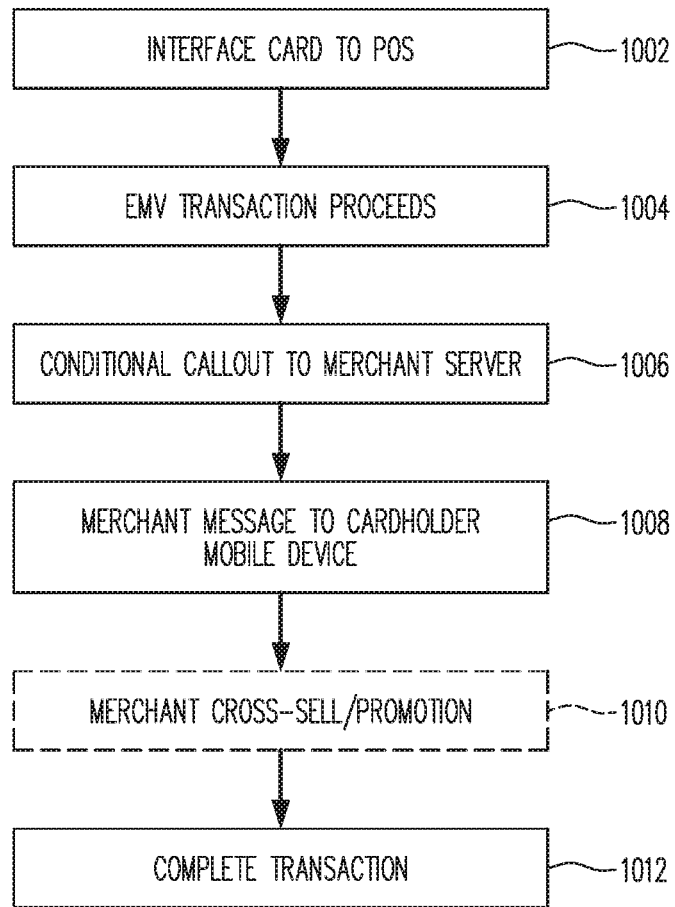 INTERFACE CARD TO POS
1002
EMV TRANSACTION PROCEEDS
1004
CONDITIONAL CALLOUT TO MERCHANT SERVER
1006
MERCHANT MESSAGE TO CARDHOLDER
MOBILE DEVICE
1008
MERCHANT CROSS-SELL/PROMOTION
1010
COMPLETE TRANSACTION
1012